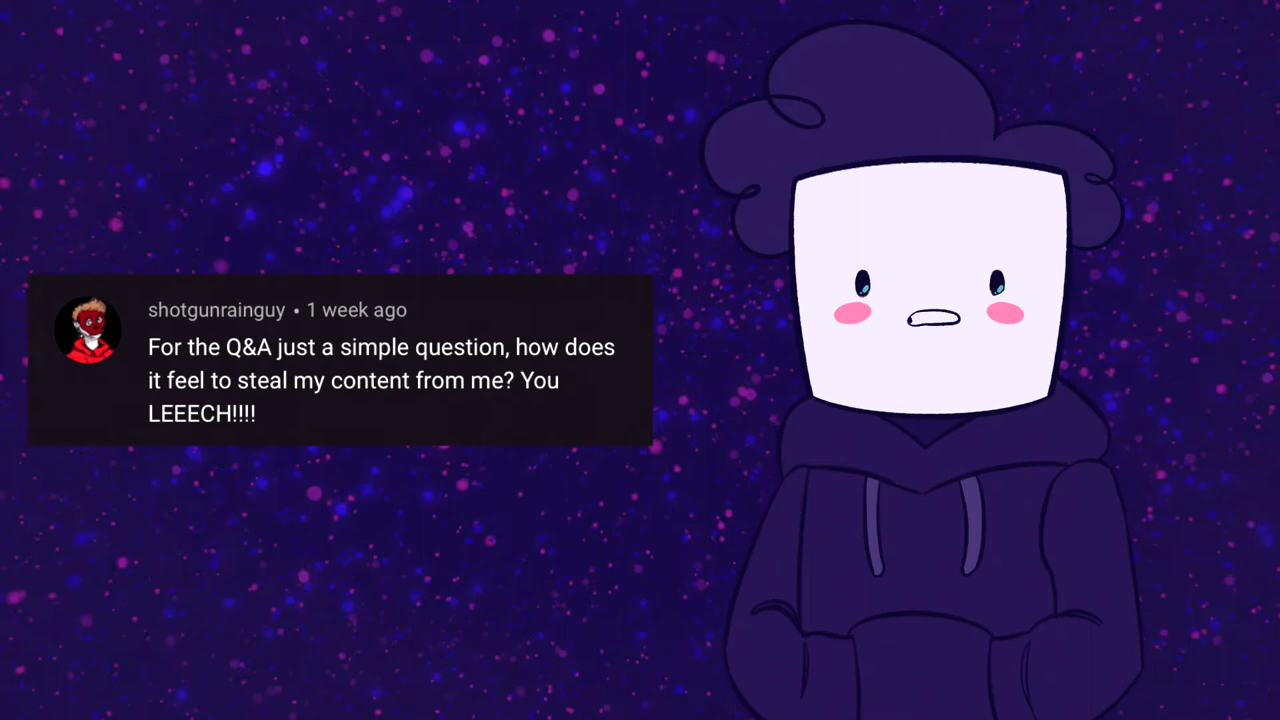 shotgunrainguy • 1 week ago
For the Q&A just a simple question, how does
it feel to steal my content from me? You
LEEECH!!!!